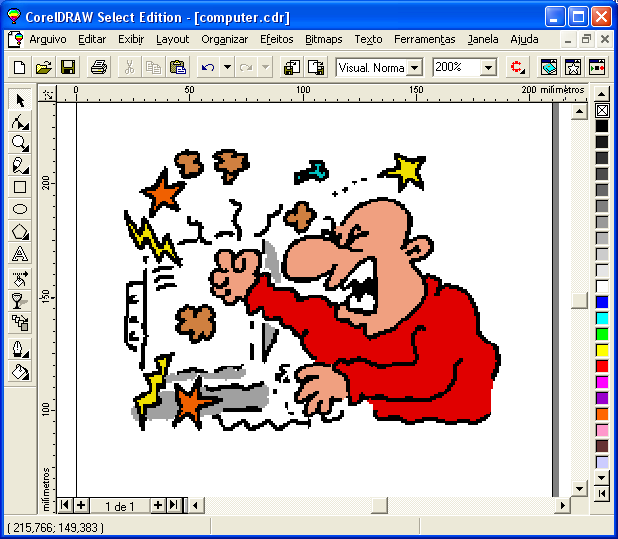 CorelDRAW Select Edition - [computer.cdr]
Arquivo Editar Exibir Layout Organizar Efeitos Bitmaps Texto Ferramentas Janela Ajuda
Visual. Norma 200%
0 50 100 150 200 milímetros
200
150
100
milímetros
1 de 1
( 215,766; 149,383 )